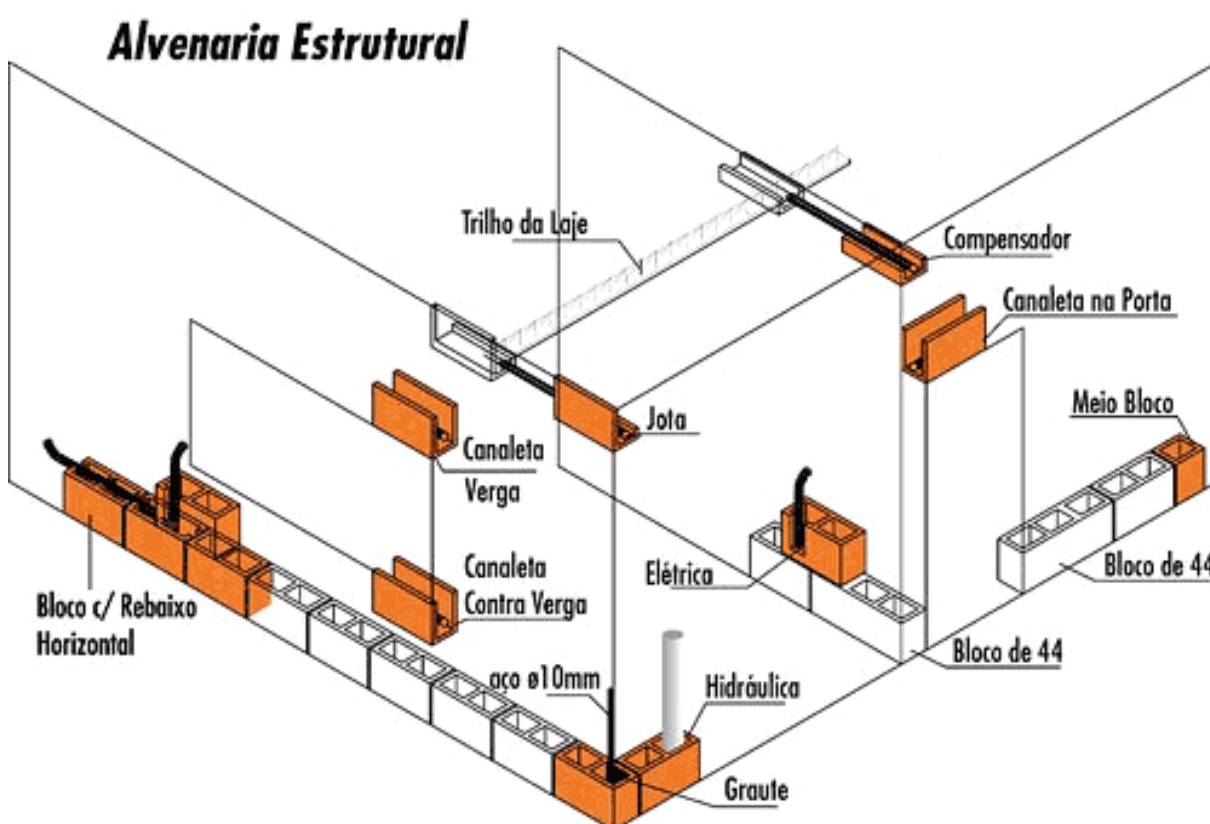 Alvenaria Estrutural
Trilho da Laje
Compensador
Canaleta na Porta
Meio Bloco
Jota
Canaleta
Verga
Elétrica
Canaleta
Contra Verga
Bloco de 44
Bloco c/ Rebaixo
Horizontal
Bloco de 44
aço ø10mm
Hidráulica
Graute